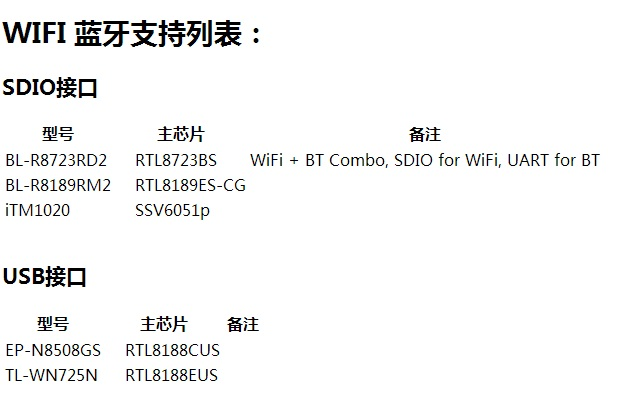 WIFI 蓝牙支持列表：
SDIO接口
型号 主芯片 备注
BL-R8723RD2 RTL8723BS WiFi + BT Combo, SDIO for WiFi, UART for BT
BL-R8189RM2 RTL8189ES-CG
iTM1020 SSV6051p
USB接口
型号 主芯片 备注
EP-N8508GS RTL8188CUS
TL-WN725N RTL8188EUS